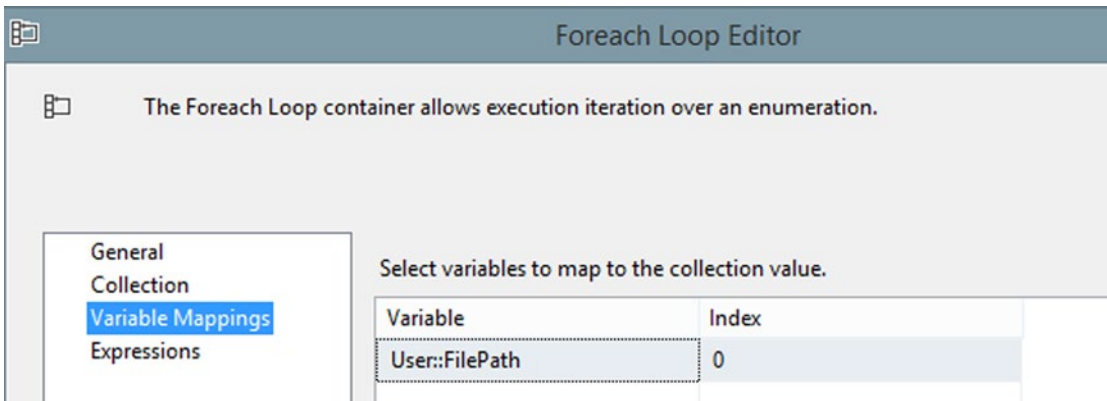 Foreach Loop Editor
The Foreach Loop container allows execution iteration over an enumeration.
General
Collection
Variable Mappings
Expressions
Select variables to map to the collection value.
Variable Index
User::FilePath 0